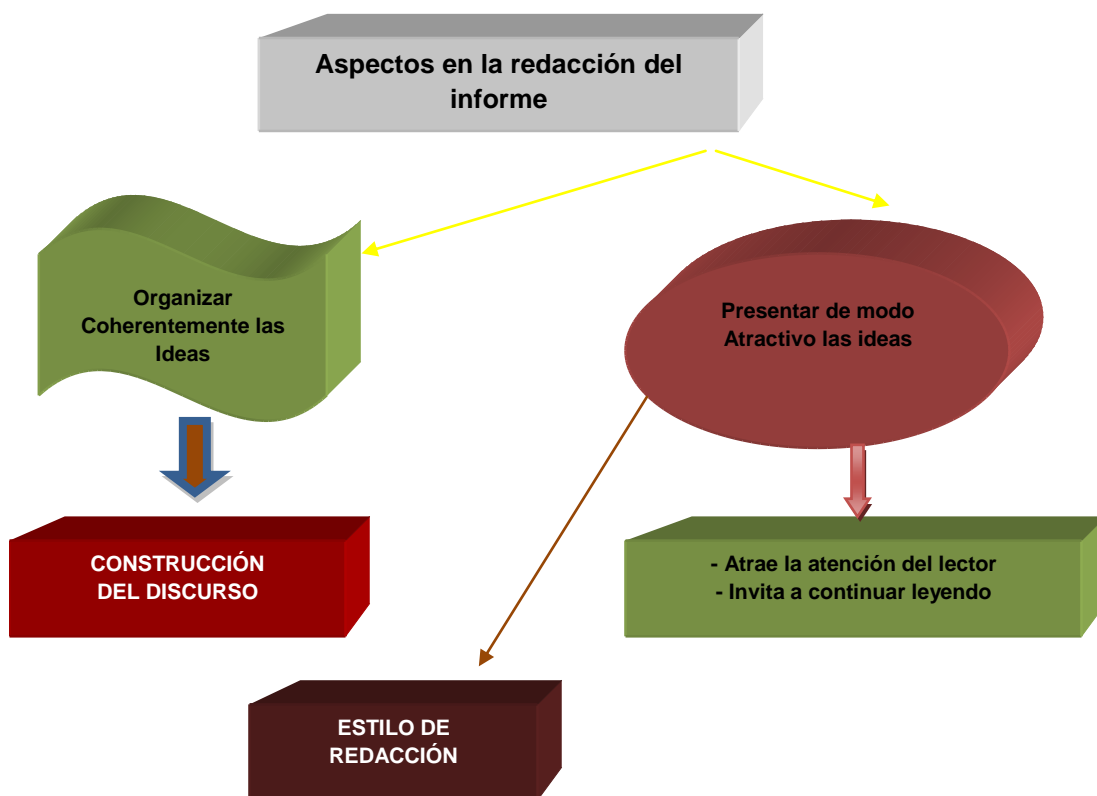 Aspectos en la redacción del
informe
Organizar
Coherentemente las
Ideas
Presentar de modo
Atractivo las ideas
CONSTRUCCIÓN
DEL DISCURSO
- Atrae la atención del lector
- Invita a continuar leyendo
ESTILO DE
REDACCIÓN